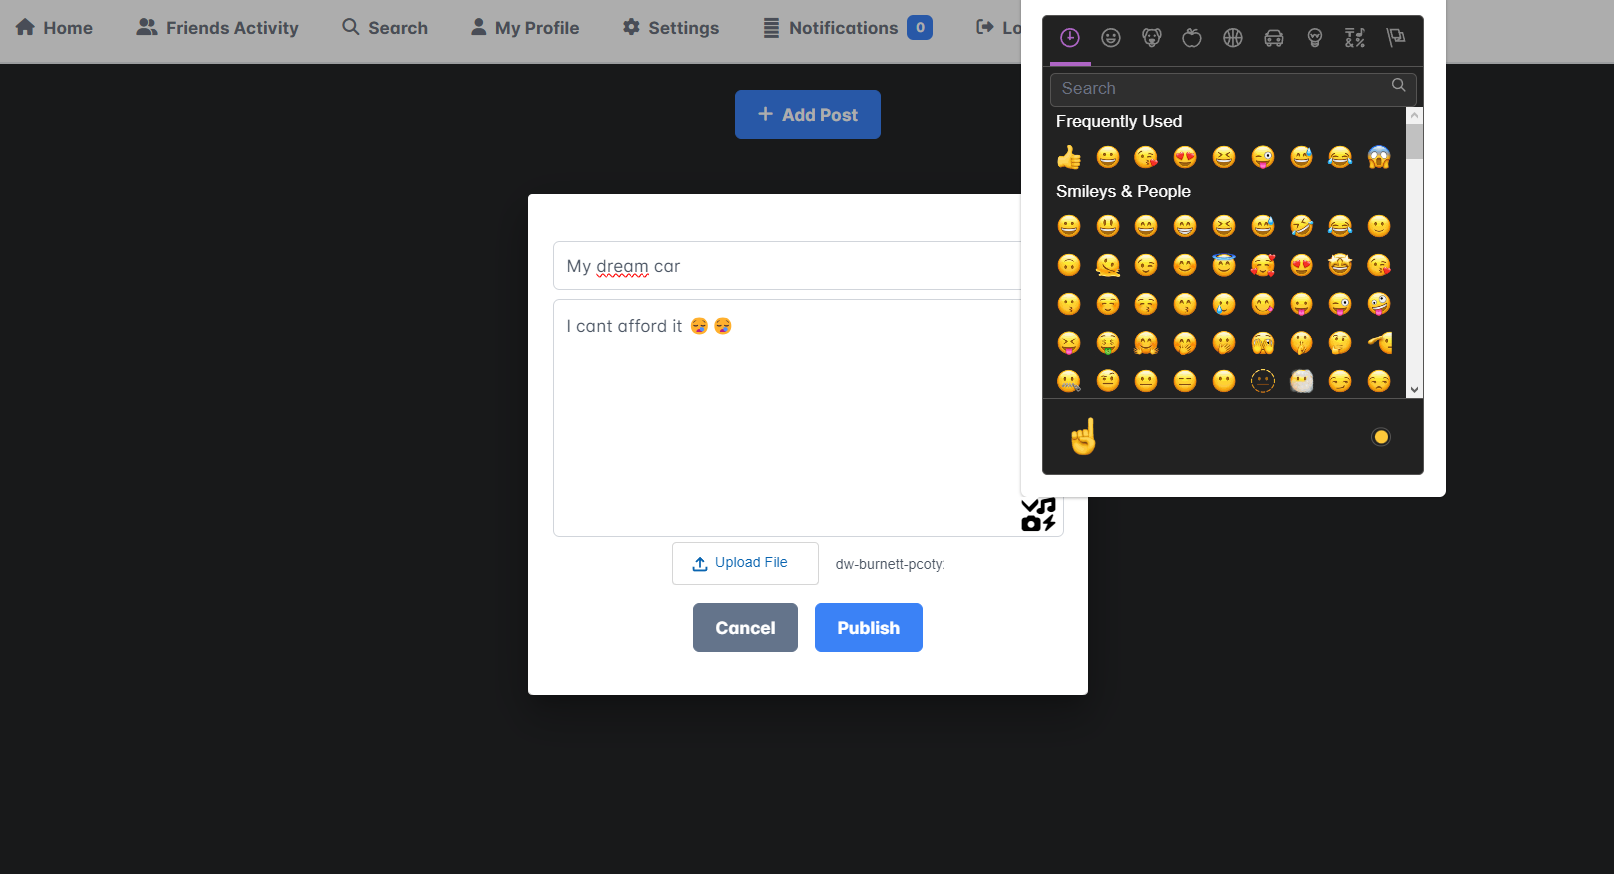 Home Friends Activity Search My Profile Settings Notifications 0 Lo
Add Post
My dream car
I cant afford it 😪😪
Upload File dw-burnett-pcoty:
Cancel Publish
Search
Frequently Used
Smileys & People